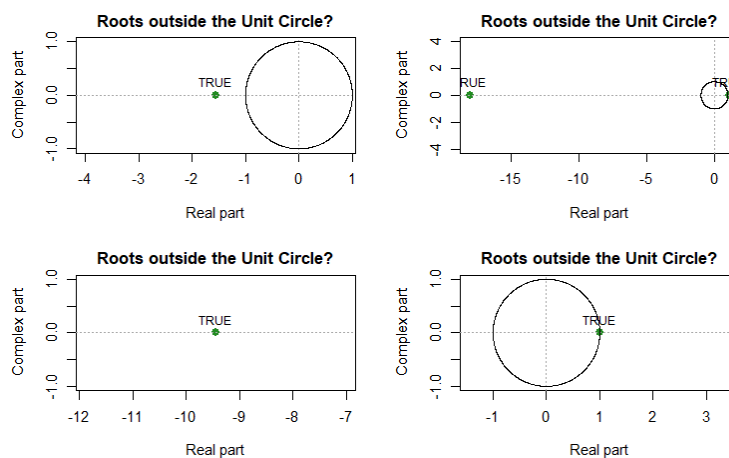 Roots outside the Unit Circle?
Complex part
1.0
0.0
-1.0
TRUE
-4 -3 -2 -1 0 1
Real part
Roots outside the Unit Circle?
Complex part
4
2
0
-2
-4
RUE TRU
-15 -10 -5 0
Real part
Roots outside the Unit Circle?
Complex part
1.0
0.0
-1.0
TRUE
-12 -11 -10 -9 -8 -7
Real part
Roots outside the Unit Circle?
Complex part
1.0
0.0
-1.0
TRUE
-1 0 1 2 3
Real part